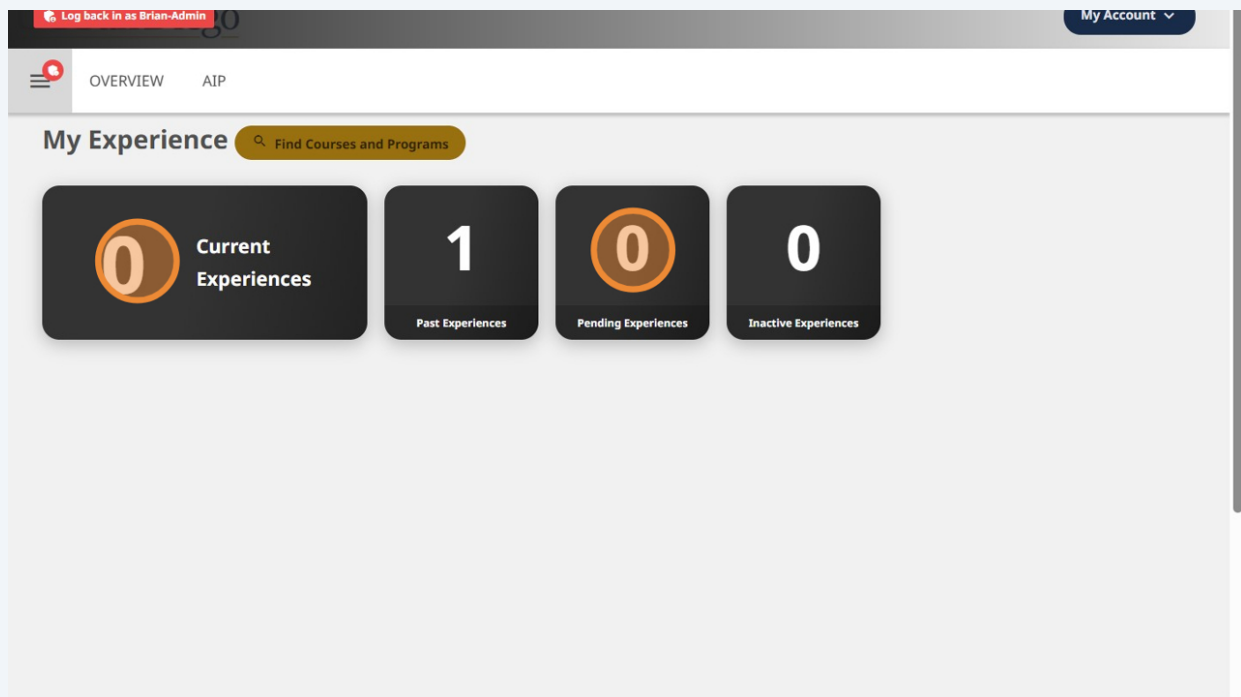 Log back in as Brian-Admin
My Account
OVERVIEW AIP
My Experience Find Courses and Programs
0 Current Experiences
1
Past Experiences
0
Pending Experiences
0
Inactive Experiences